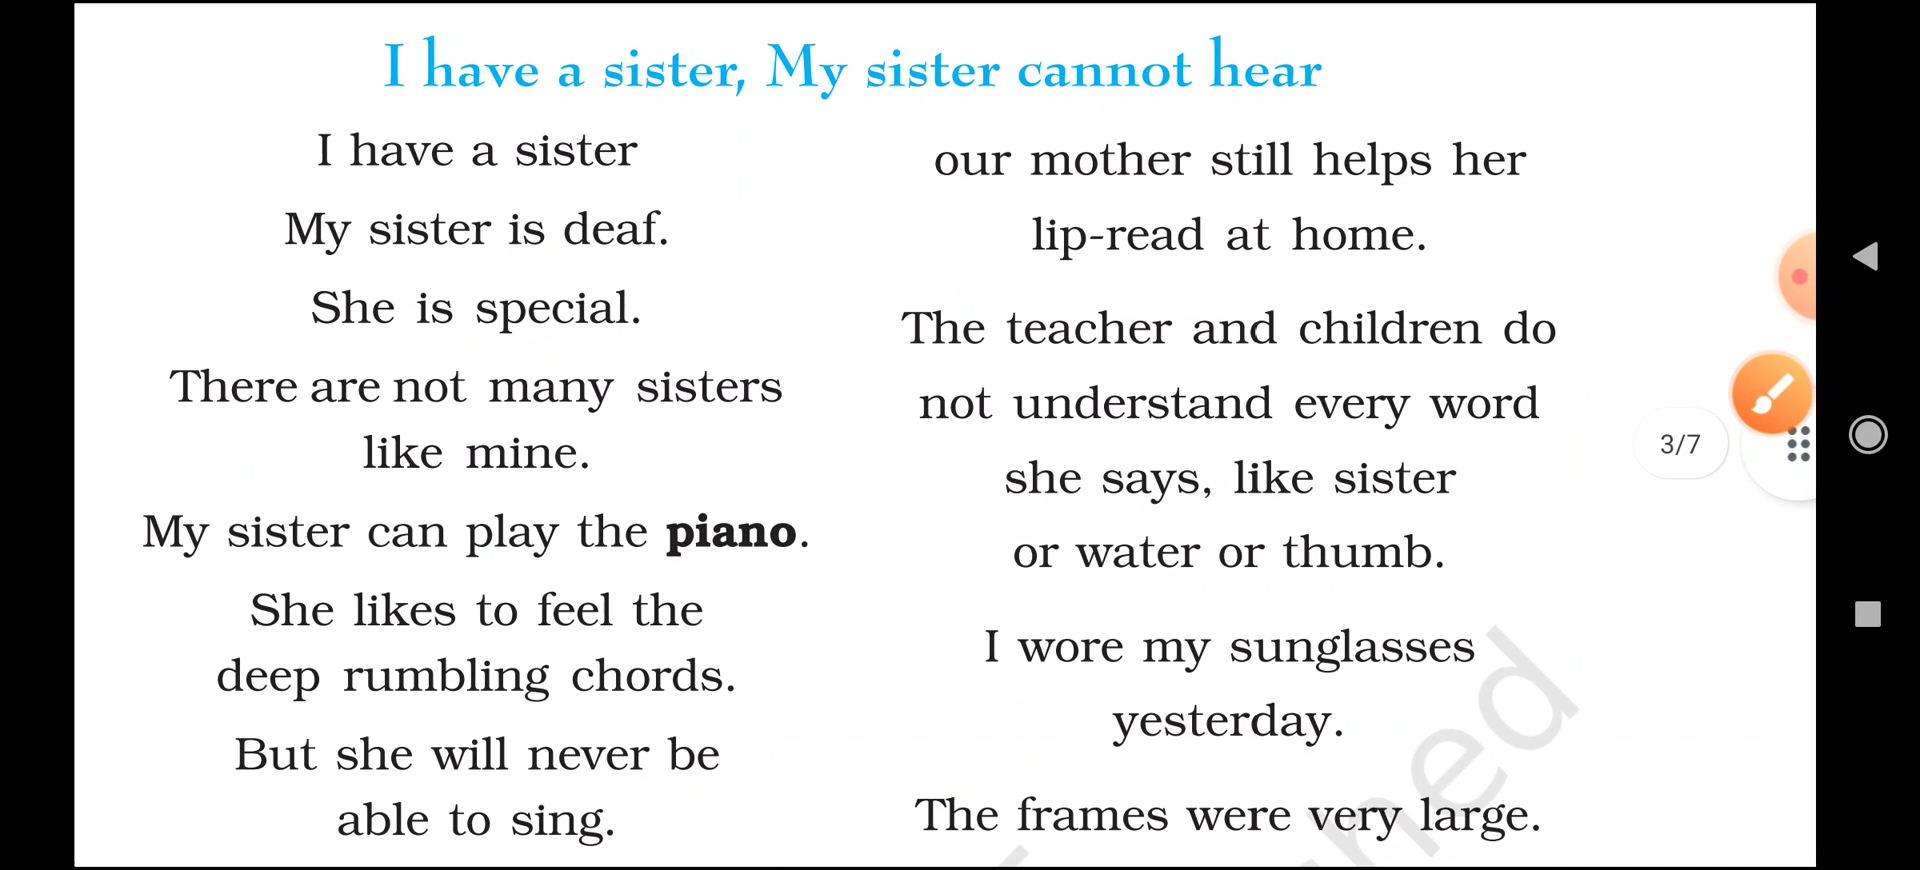 I have a sister, My sister cannot hear
I have a sister
My sister is deaf.
She is special.
There are not many sisters
like mine.
My sister can play the piano.
She likes to feel the
deep rumbling chords.
But she will never be
able to sing.
our mother still helps her
lip-read at home.
The teacher and children do
not understand every word
she says, like sister
or water or thumb.
I wore my sunglasses
yesterday.
The frames were very large.
3/7